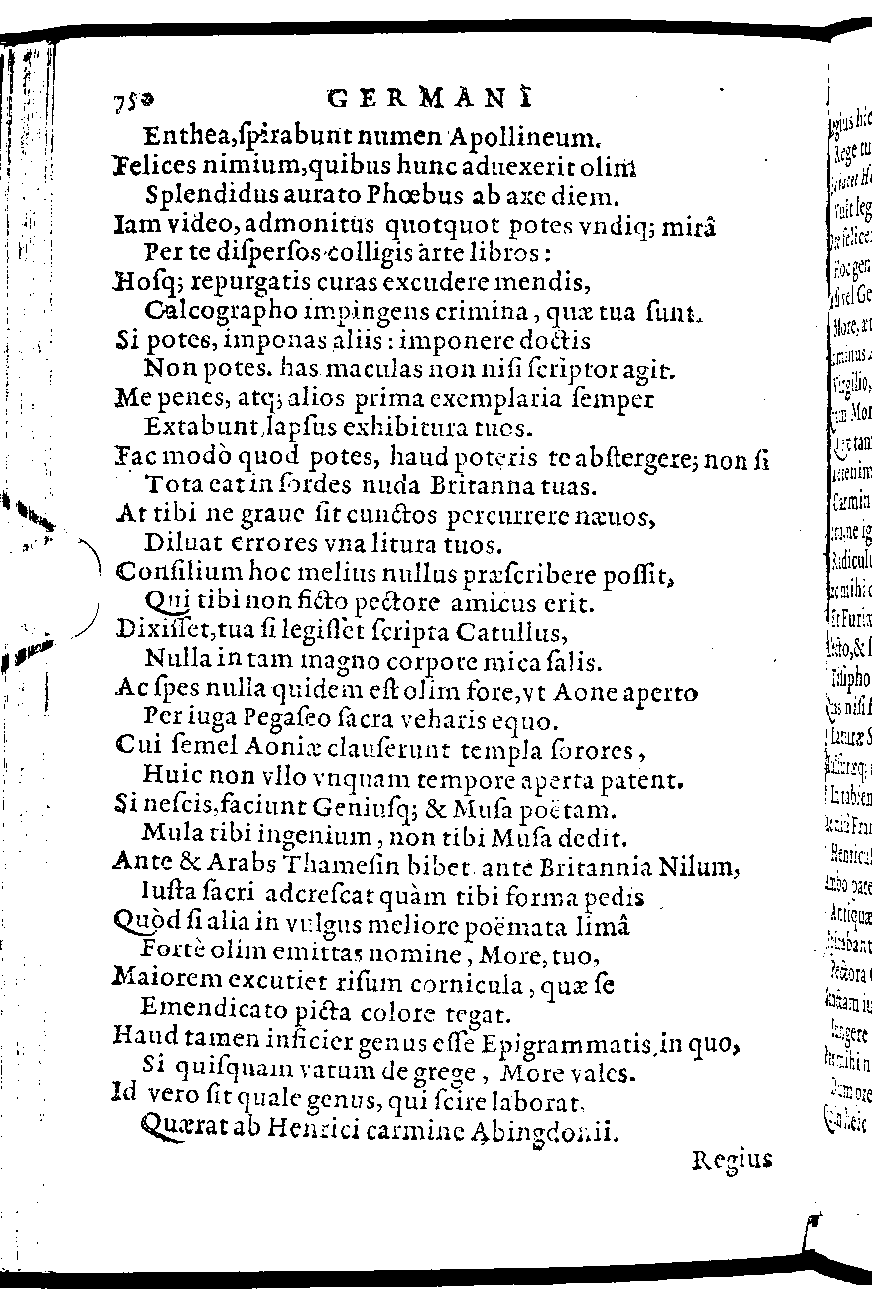 750 GERMANI
Enthea,ſpirabunt numen Apollineum.
Felices nimium,quibus hunc aduexerit olim
Splendidus aurato Phœbus ab axe diem.
Iam video, admonitus quotquot potes vndiq; mirâ
Per te diſperſos colligis arte libros:
Hoſq; repurgatis curas excudere mendis,
Calcographo impingens crimina, quæ tua ſunt.
Si potes, imponas aliis: imponere doctis
Non potes. has maculas non niſi ſcriptor agit.
Me penes, atq; alios prima exemplaria ſemper
Extabunt,lapſus exhibitura tuos.
Fac modò quod potes, haud poteris te abſtergere; non ſi
Tota eat in ſordes nuda Britanna tuas.
At tibi ne graue ſit cunctos percurrere næuos,
Diluat errores vna litura tuos.
Conſilium hoc melius nullus præſcribere poſſit,
Qui tibi non ficto pectore amicus erit.
Dixiſſet,tua ſi legiſſet ſcripta Catullus,
Nulla in tam magno corpore mica ſalis.
Ac ſpes nulla quidem eſt olim fore,vt Aone aperto
Per iuga Pegaſeo ſacra veharis equo.
Cui ſemel Aoniæ clauſerunt templa ſorores,
Huic non vllo vnquam tempore aperta patent.
Si neſcis,faciunt Geniuſq; & Muſa poëtam.
Mula tibi ingenium, non tibi Muſa dedit.
Ante & Arabs Thameſin bibet, ante Britannia Nilum,
Iuſta ſacri adcreſcat quàm tibi forma pedis
Quòd ſi alia in vulgus meliore poëmata limâ
Fortè olim emittas nomine, More, tuo,
Maiorem excutiet riſum cornicula, quæ ſe
Emendicato picta colore tegat.
Haud tamen inficier genus eſſe Epigrammatis,in quo,
Si quiſquam vatum de grege, More vales.
Id vero ſit quale genus, qui ſcire laborat,
Quærat ab Henrici carmine Abingdonii.
Regius